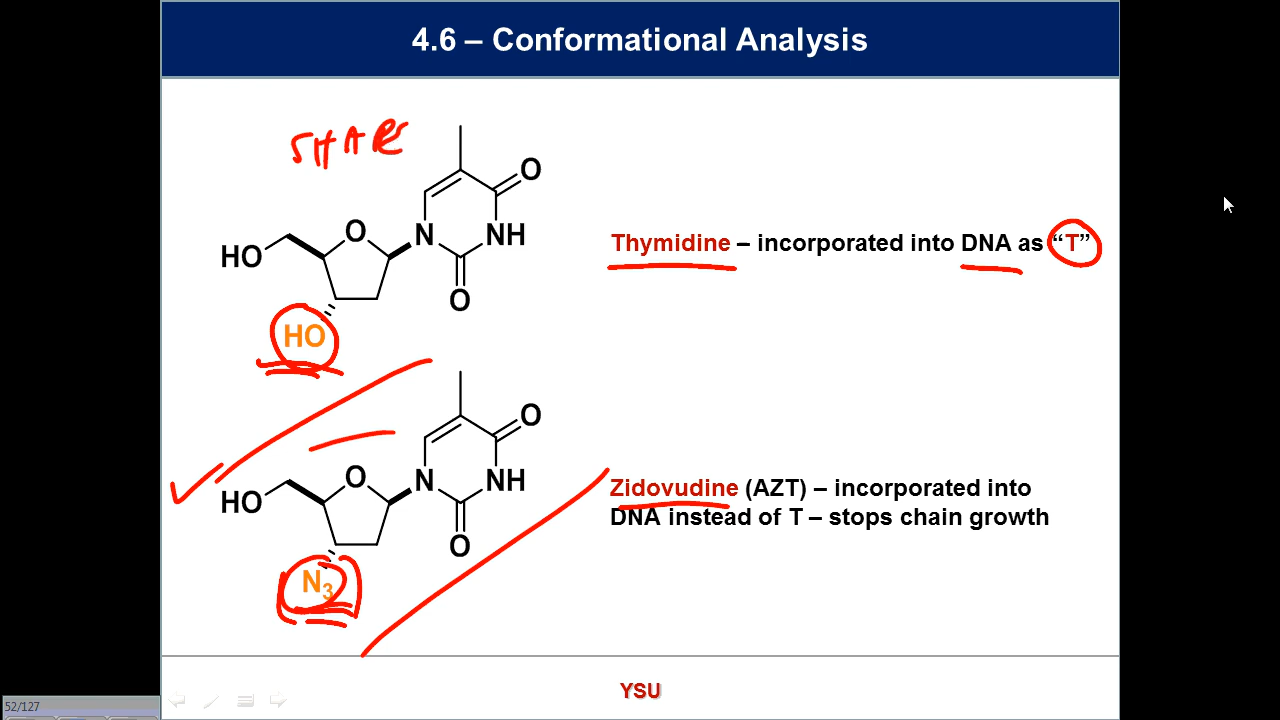 4.6 – Conformational Analysis
O
O
N
NH
HO
O
HO
Thymidine – incorporated into DNA as “T”
O
O
N
NH
HO
O
N3
Zidovudine (AZT) – incorporated into
DNA instead of T – stops chain growth
YSU
52/127